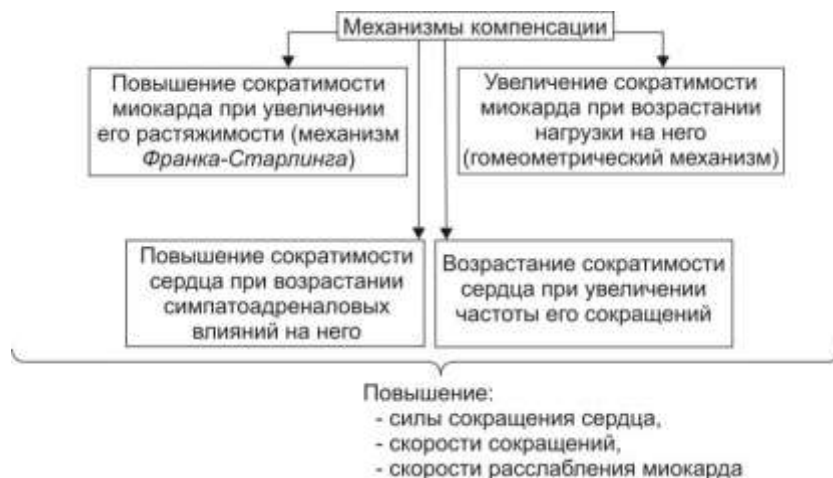 Механизмы компенсации
Повышение сократимости
миокарда при увеличении
его растяжимости (механизм
Франка-Старлинга)
Увеличение сократимости
миокарда при возрастании
нагрузки на него
(гомеометрический механизм)
Повышение сократимости
сердца при возрастании
симпатоадреналовых
влияний на него
Возрастание сократимости
сердца при увеличении
частоты его сокращений
Повышение:
- силы сокращения сердца,
- скорости сокращений,
- скорости расслабления миокарда